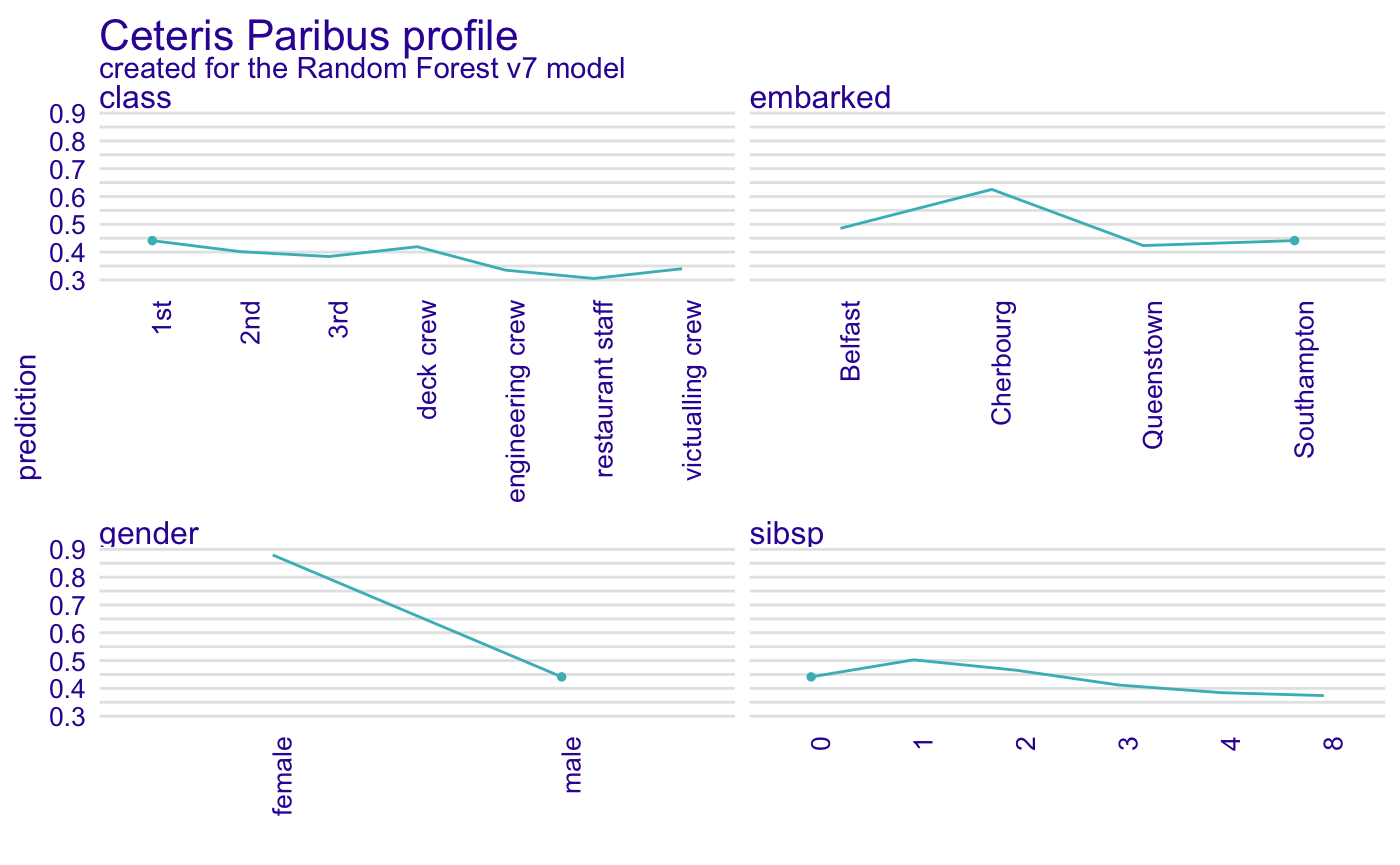 Ceteris Paribus profile
created for the Random Forest v7 model
class
embarked
0.9
0.8
0.7
0.6
0.5
0.4
0.3
1st
2nd
3rd
deck crew
engineering crew
restaurant staff
victualling crew
Belfast
Cherbourg
Queenstown
Southampton
prediction
gender
sibsp
0.9
0.8
0.7
0.6
0.5
0.4
0.3
female
male
0
1
2
3
4
8